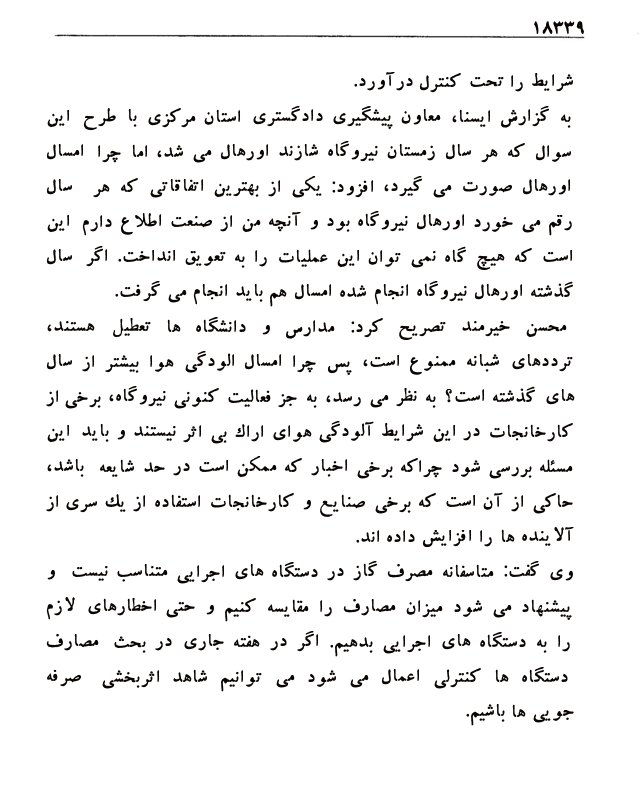 ۱۸۳۳۹
شرایط را تحت کنترل درآورد.
به گزارش ایسنا، معاون پیشگیری دادگستری استان مرکزی با طرح این
سوال که هر سال زمستان نیروگاه شازند اورهال می شد، اما چرا امسال
اورهال صورت می گیرد، افزود: یکی از بهترین اتفاقاتی که هر سال
رقم می خورد اورهال نیروگاه بود و آنچه من از صنعت اطلاع دارم این
است که هیچ گاه نمی توان این عملیات را به تعویق انداخت. اگر سال
گذشته اورهال نیروگاه انجام شده امسال هم باید انجام می گرفت.
محسن خیرمند تصریح کرد: مدارس و دانشگاه ها تعطیل هستند،
ترددهای شبانه ممنوع است، پس چرا امسال الودگی هوا بیشتر از سال
های گذشته است؟ به نظر می رسد، به جز فعالیت کنونی نیروگاه، برخی از
کارخانجات در این شرایط آلودگی هوای اراك بی اثر نیستند و باید این
مسئله بررسی شود چراکه برخی اخبار که ممکن است در حد شایعه باشد،
حاکی از آن است که برخی صنایع و کارخانجات استفاده از یك سری از
آلاینده ها را افزایش داده اند.
وی گفت: متاسفانه مصرف گاز در دستگاه های اجرایی متناسب نیست و
پیشنهاد می شود میزان مصارف را مقایسه کنیم و حتی اخطارهای لازم
را به دستگاه های اجرایی بدهیم. اگر در هفته جاری در بحث مصارف
دستگاه ها کنترلی اعمال می شود می توانیم شاهد اثربخشی صرفه
جویی ها باشیم.